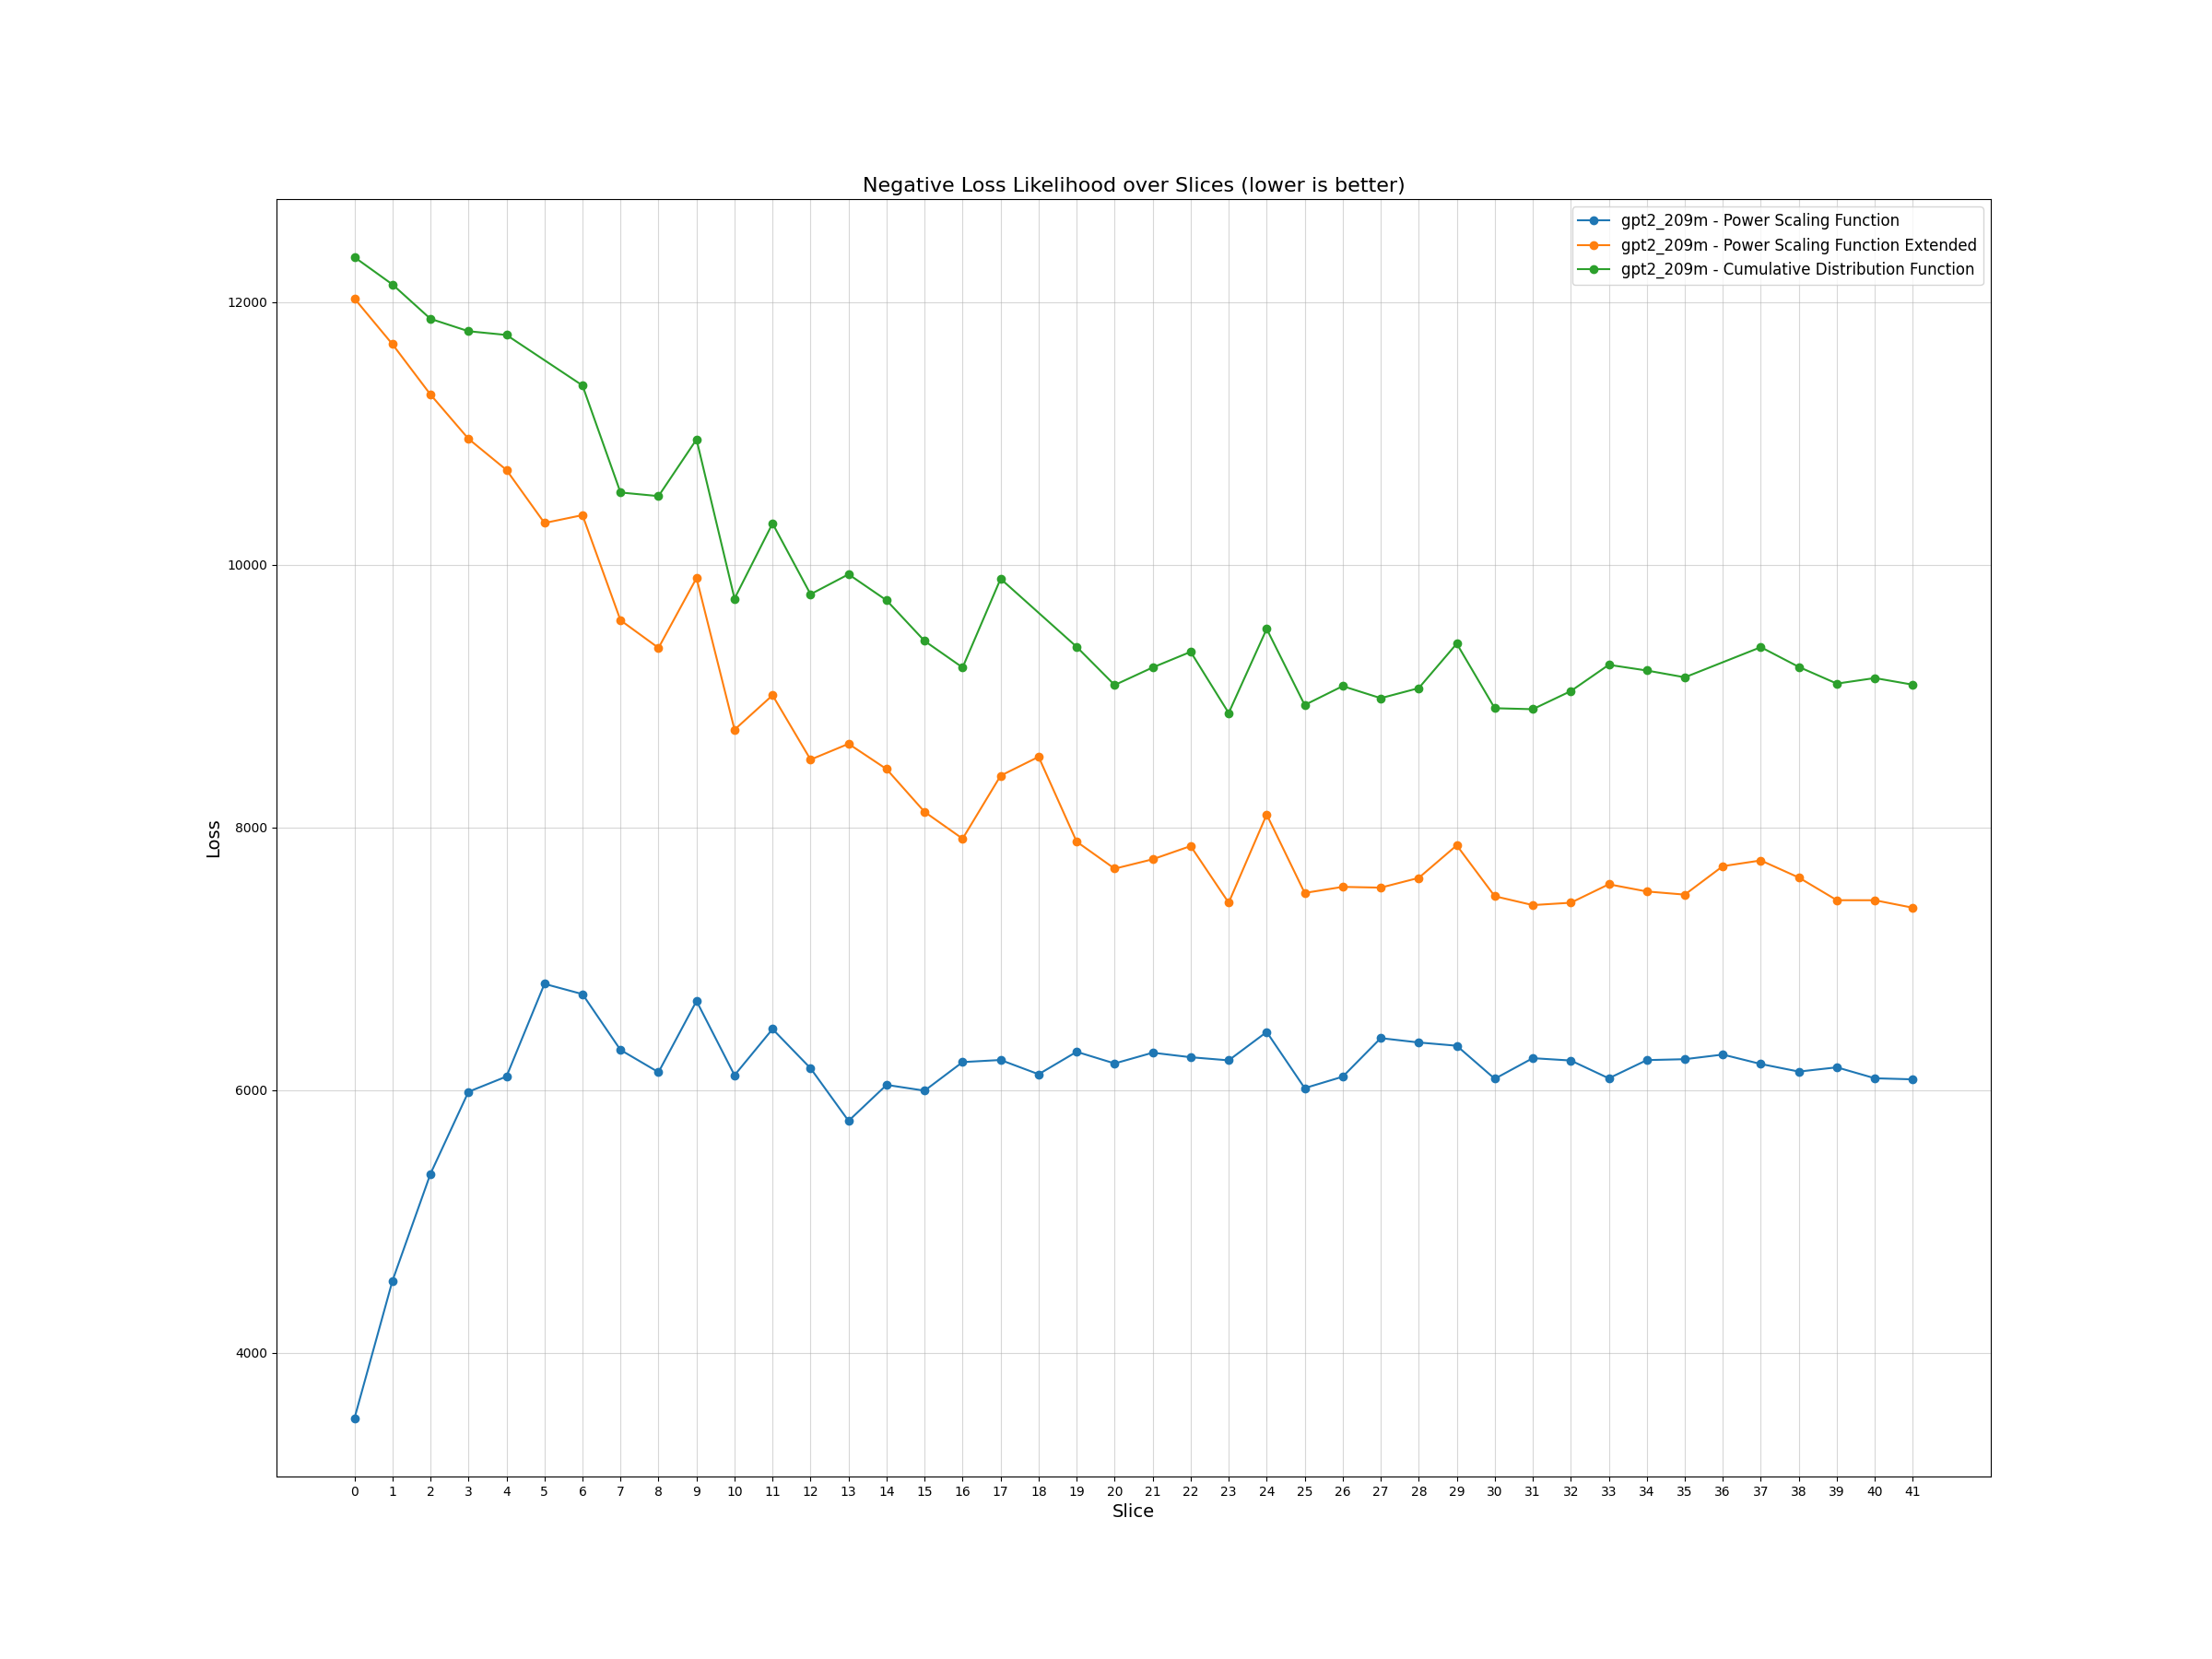 Negative Loss Likelihood over Slices (lower is better)
gpt2_209m - Power Scaling Function
gpt2_209m - Power Scaling Function Extended
gpt2_209m - Cumulative Distribution Function
12000
10000
8000
6000
4000
Loss
0 1 2 3 4 5 6 7 8 9 10 11 12 13 14 15 16 17 18 19 20 21 22 23 24 25 26 27 28 29 30 31 32 33 34 35 36 37 38 39 40 41
Slice